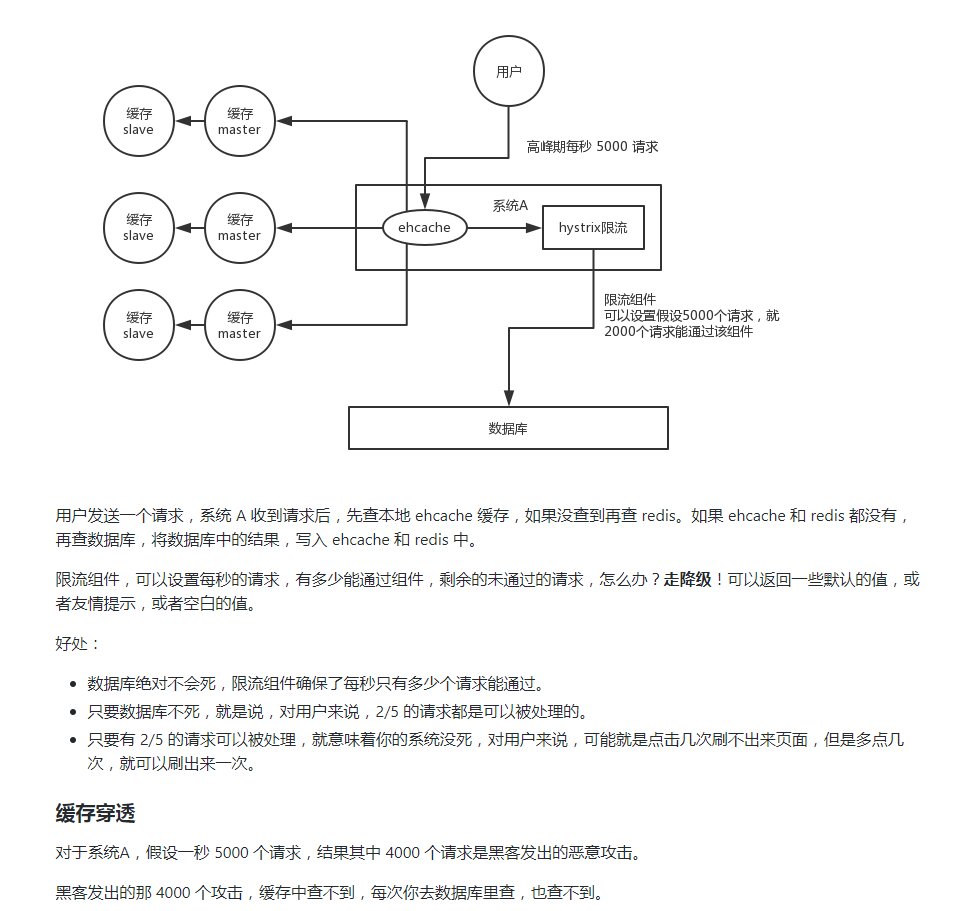 用户
缓存
slave
缓存
master
高峰期每秒 5000 请求
系统A
缓存
slave
缓存
master
ehcache
hystrix限流
缓存
slave
缓存
master
限流组件
可以设置假设5000个请求，就
2000个请求能通过该组件
数据库
用户发送一个请求，系统 A 收到请求后，先查本地 ehcache 缓存，如果没查到再查 redis。如果 ehcache 和 redis 都没有，
再查数据库，将数据库中的结果，写入 ehcache 和 redis 中。
限流组件，可以设置每秒的请求，有多少能通过组件，剩余的未通过的请求，怎么办？走降级！可以返回一些默认的值，或
者友情提示，或者空白的值。
好处：
• 数据库绝对不会死，限流组件确保了每秒只有多少个请求能通过。
• 只要数据库不死，就是说，对用户来说，2/5 的请求都是可以被处理的。
• 只要有 2/5 的请求可以被处理，就意味着你的系统没死，对用户来说，可能就是点击几次刷不出来页面，但是多点几
次，就可以刷出来一次。
缓存穿透
对于系统A，假设一秒 5000 个请求，结果其中 4000 个请求是黑客发出的恶意攻击。
黑客发出的那 4000 个攻击，缓存中查不到，每次你去数据库里查，也查不到。